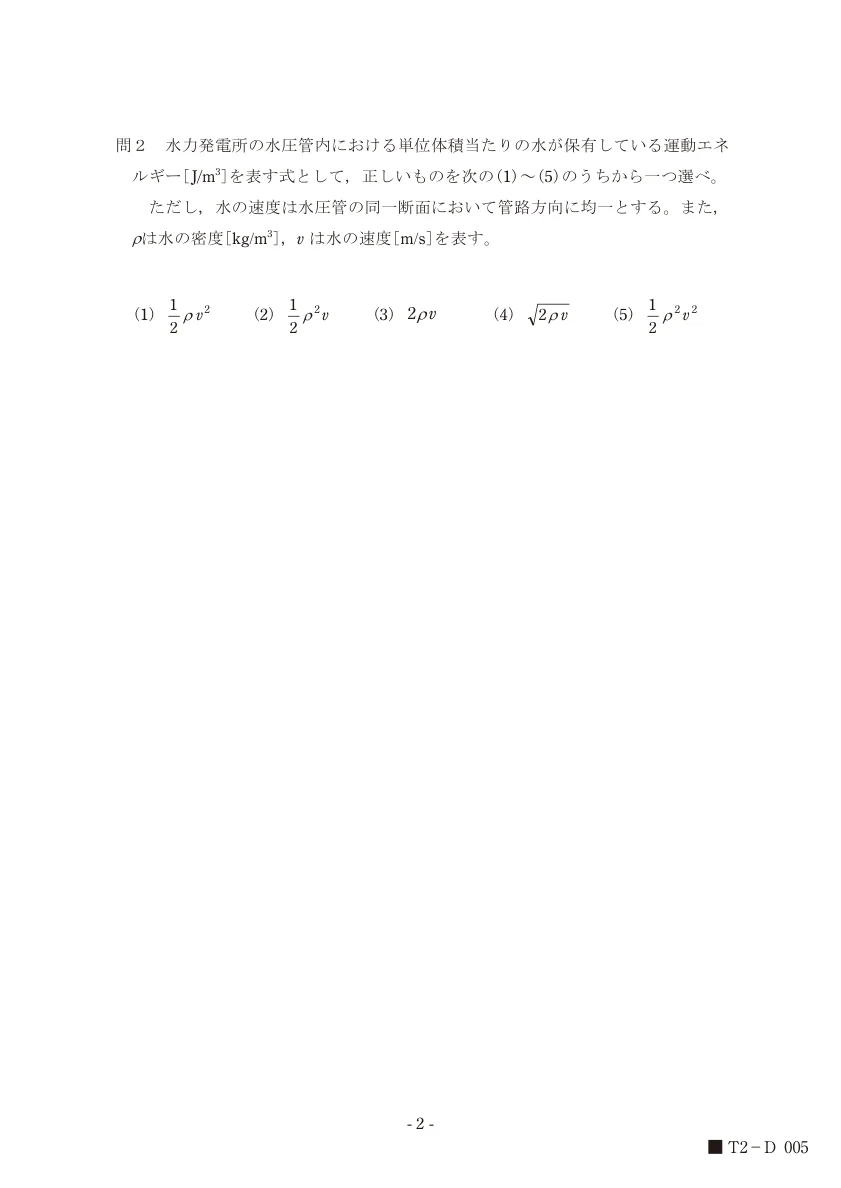 問２ 水力発電所の水圧管内における単位体積当たりの水が保有している運動エネ
ルギー[J/m³]を表す式として，正しいものを次の(1)～(5)のうちから一つ選べ。
ただし，水の速度は水圧管の同一断面において管路方向に均一とする。また，
ρは水の密度[kg/m³]，v は水の速度[m/s]を表す。
(1) 1/2 ρv² (2) 1/2 ρ²v (3) 2ρv (4) √2ρv (5) 1/2 ρ²v²
- 2 -
■ T2－D 005